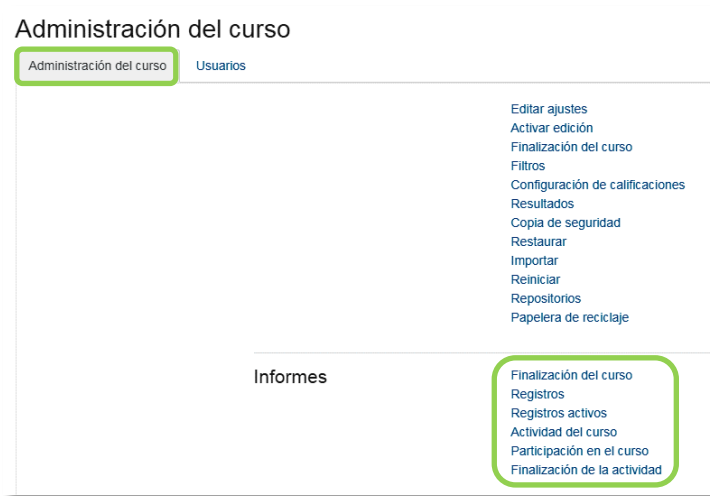 Administración del curso
Administración del curso Usuarios
Editar ajustes
Activar edición
Finalización del curso
Filtros
Configuración de calificaciones
Resultados
Copia de seguridad
Restaurar
Importar
Reiniciar
Repositorios
Papelera de reciclaje
Informes
Finalización del curso
Registros
Registros activos
Actividad del curso
Participación en el curso
Finalización de la actividad